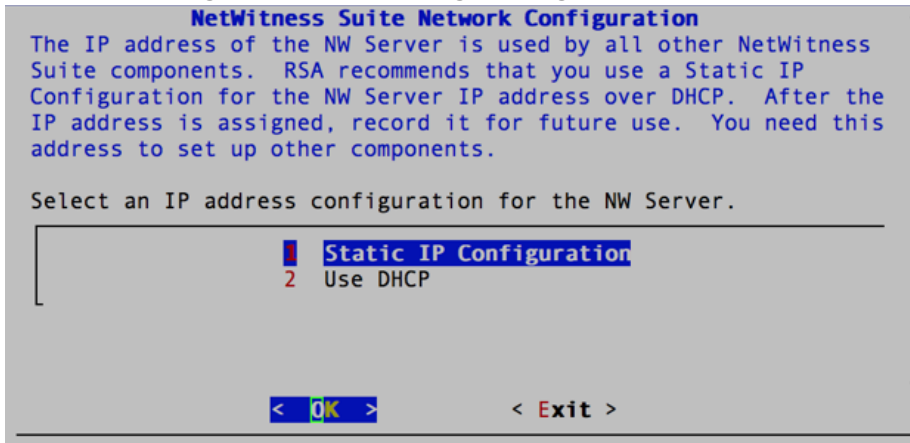 NetWitness Suite Network Configuration
The IP address of the NW Server is used by all other NetWitness
Suite components.  RSA recommends that you use a Static IP
Configuration for the NW Server IP address over DHCP.  After the
IP address is assigned, record it for future use.  You need this
address to set up other components.
Select an IP address configuration for the NW Server.
1  Static IP Configuration
2  Use DHCP
<  OK  >  < Exit >